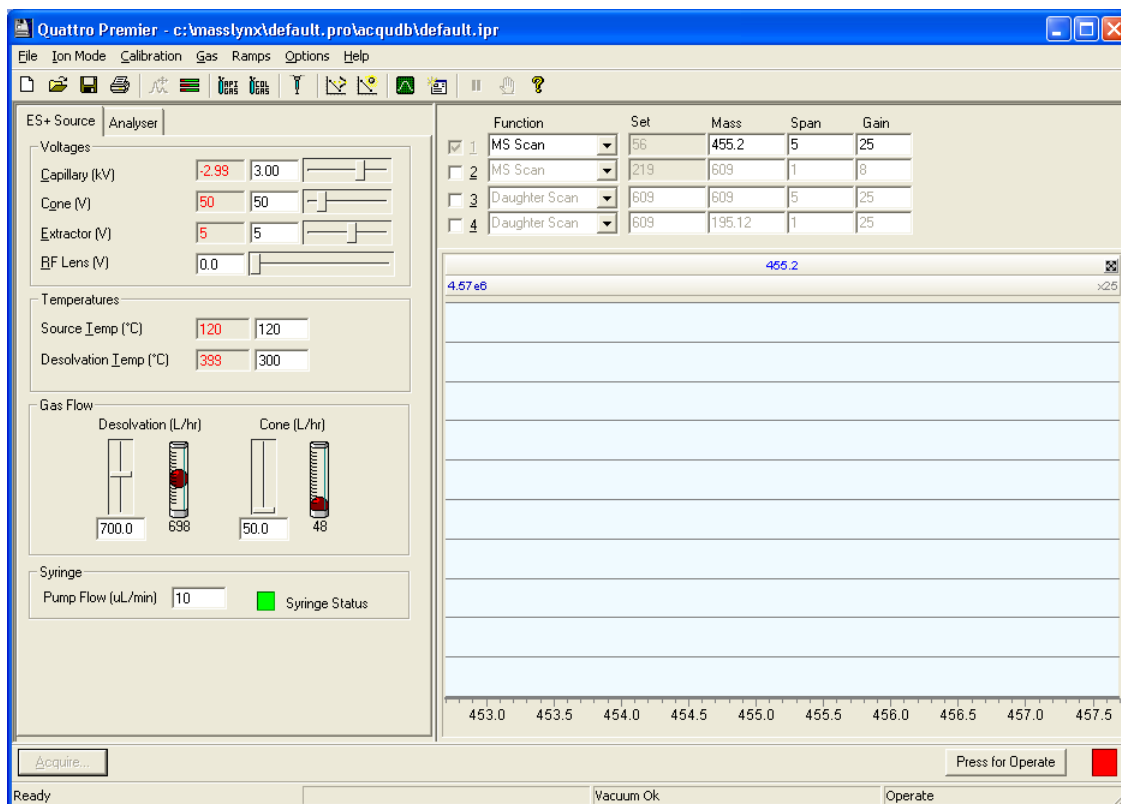 Quattro Premier - c:\masslynx\default.pro\acqudb\default.ipr
File Ion Mode Calibration Gas Ramps Options Help
API GAS COL GAS
ES+ Source Analyser
Voltages
Capillary (kV) -2.99 3.00
Cone (V) 50 50
Extractor (V) 5 5
RF Lens (V) 0.0
Temperatures
Source Temp (°C) 120 120
Desolvation Temp (°C) 399 300
Gas Flow
Desolvation (L/hr) Cone (L/hr)
700.0 698 50.0 48
Syringe
Pump Flow (uL/min) 10 Syringe Status
Function Set Mass Span Gain
1 MS Scan 56 455.2 5 25
2 MS Scan 219 609 1 8
3 Daughter Scan 609 609 5 25
4 Daughter Scan 609 195.12 1 25
455.2
4.57e6 x25
453.0 453.5 454.0 454.5 455.0 455.5 456.0 456.5 457.0 457.5
Acquire... Press for Operate
Ready Vacuum Ok Operate